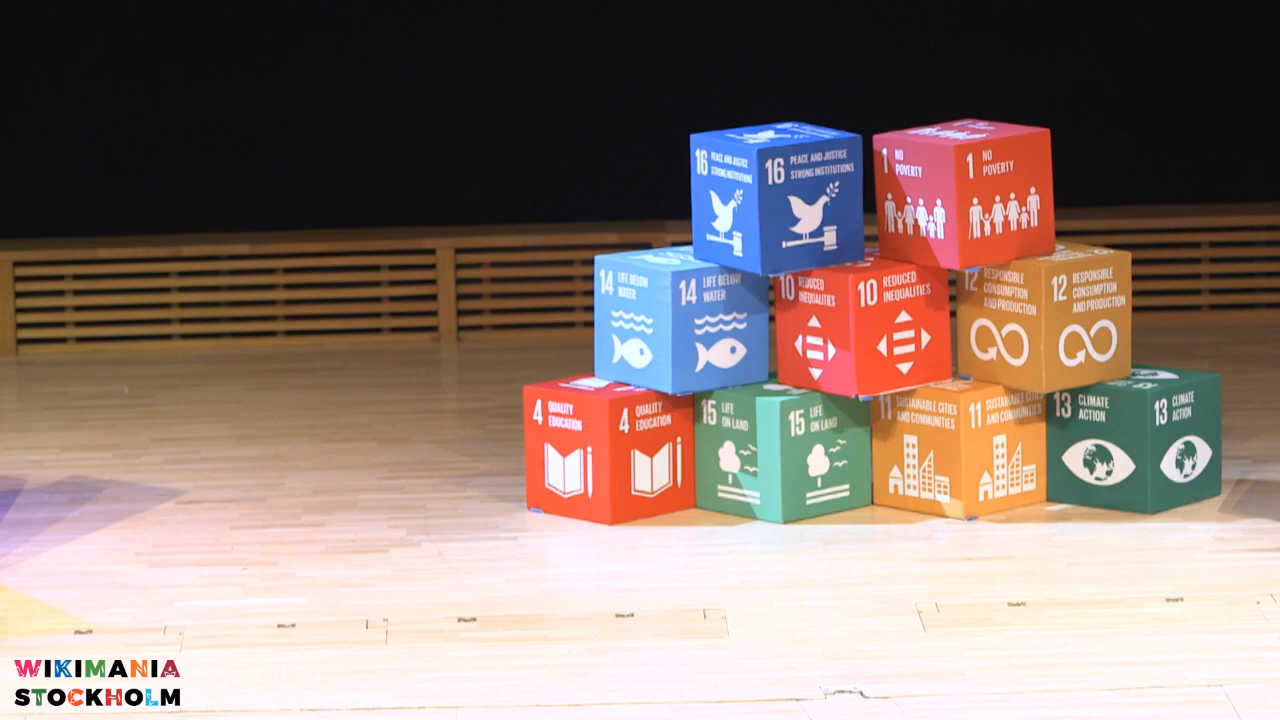 16 PEACE AND JUSTICE
STRONG INSTITUTIONS
16 PEACE AND JUSTICE
STRONG INSTITUTIONS
1 NO
POVERTY
1 NO
POVERTY
14 LIFE BELOW
WATER
14 LIFE BELOW
WATER
10 REDUCED
INEQUALITIES
10 REDUCED
INEQUALITIES
12 RESPONSIBLE
CONSUMPTION
AND PRODUCTION
12 RESPONSIBLE
CONSUMPTION
AND PRODUCTION
4 QUALITY
EDUCATION
4 QUALITY
EDUCATION
15 LIFE
ON LAND
15 LIFE
ON LAND
11 SUSTAINABLE CITIES
AND COMMUNITIES
11 SUSTAINABLE CITIES
AND COMMUNITIES
13 CLIMATE
ACTION
13 CLIMATE
ACTION
WIKIMANIA
STOCKHOLM